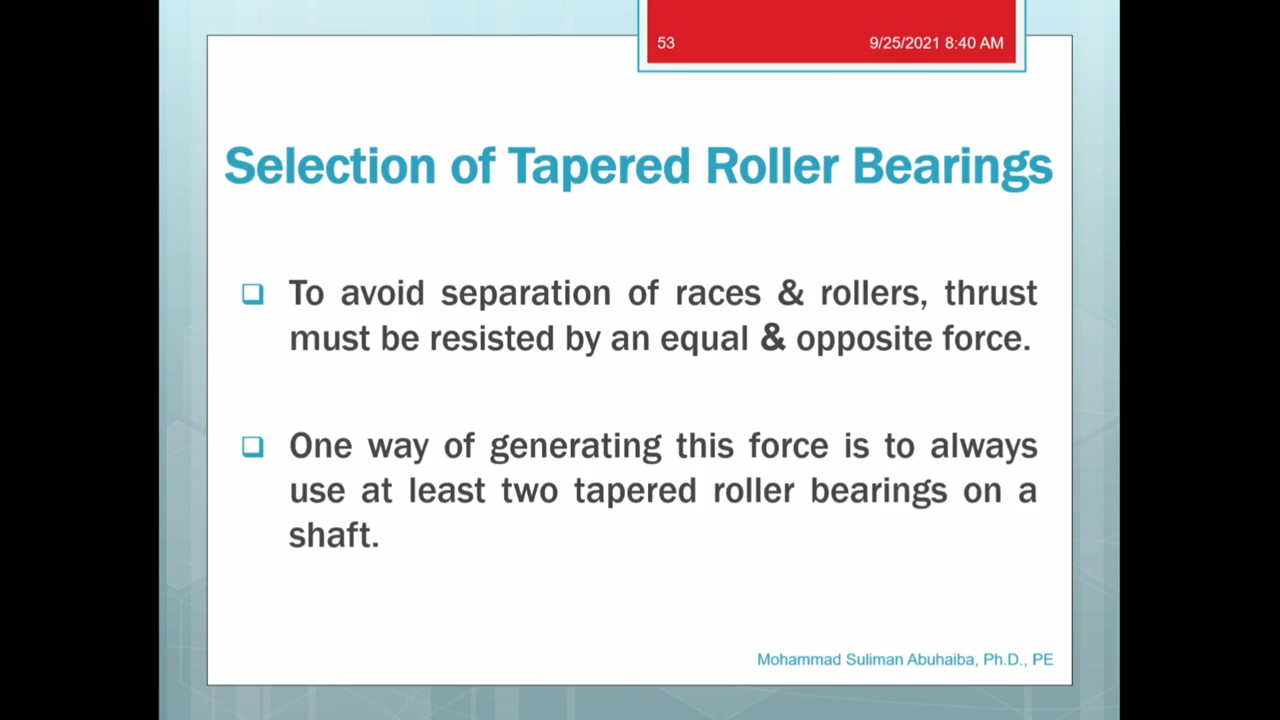 53
9/25/2021 8:40 AM
Selection of Tapered Roller Bearings
To avoid separation of races & rollers, thrust
must be resisted by an equal & opposite force.
One way of generating this force is to always
use at least two tapered roller bearings on a
shaft.
Mohammad Suliman Abuhaiba, Ph.D., PE